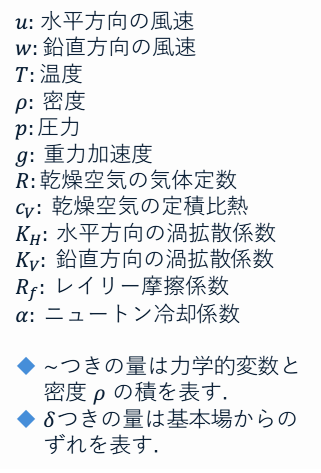 u: 水平方向の風速
w: 鉛直方向の風速
T: 温度
ρ: 密度
p: 圧力
g: 重力加速度
R: 乾燥空気の気体定数
c_V: 乾燥空気の定積比熱
K_H: 水平方向の渦拡散係数
K_V: 鉛直方向の渦拡散係数
R_f: レイリー摩擦係数
α: ニュートン冷却係数
◆ ~つきの量は力学的変数と
密度 ρ の積を表す.
◆ δつきの量は基本場からの
ずれを表す.